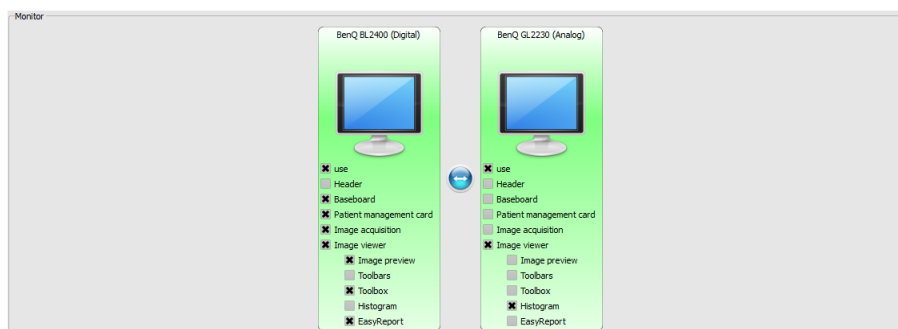 Monitor
BenQ BL2400 (Digital)
use
Header
Baseboard
Patient management card
Image acquisition
Image viewer
Image preview
Toolbars
Toolbox
Histogram
EasyReport
BenQ GL2230 (Analog)
use
Header
Baseboard
Patient management card
Image acquisition
Image viewer
Image preview
Toolbars
Toolbox
Histogram
EasyReport